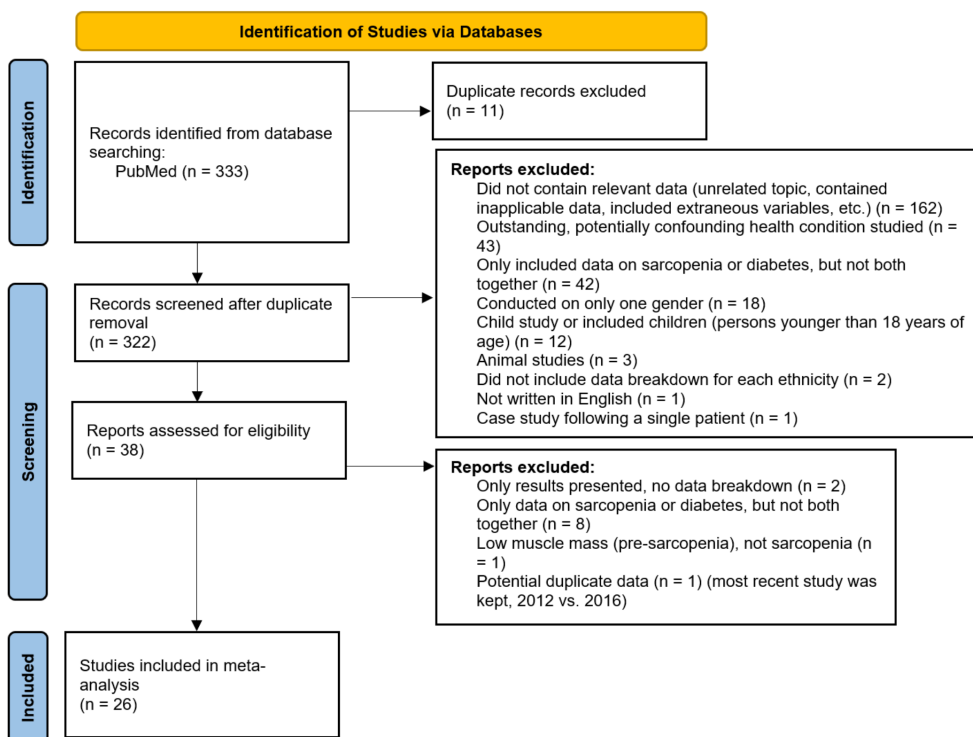 Identification of Studies via Databases
Identification
Records identified from database
searching:
PubMed (n = 333)
Duplicate records excluded
(n = 11)
Screening
Records screened after duplicate
removal
(n = 322)
Reports excluded:
Did not contain relevant data (unrelated topic, contained
inapplicable data, included extraneous variables, etc.) (n = 162)
Outstanding, potentially confounding health condition studied (n =
43)
Only included data on sarcopenia or diabetes, but not both
together (n = 42)
Conducted on only one gender (n = 18)
Child study or included children (persons younger than 18 years of
age) (n = 12)
Animal studies (n = 3)
Did not include data breakdown for each ethnicity (n = 2)
Not written in English (n = 1)
Case study following a single patient (n = 1)
Reports assessed for eligibility
(n = 38)
Reports excluded:
Only results presented, no data breakdown (n = 2)
Only data on sarcopenia or diabetes, but not both
together (n = 8)
Low muscle mass (pre-sarcopenia), not sarcopenia (n
= 1)
Potential duplicate data (n = 1) (most recent study was
kept, 2012 vs. 2016)
Included
Studies included in meta-
analysis
(n = 26)